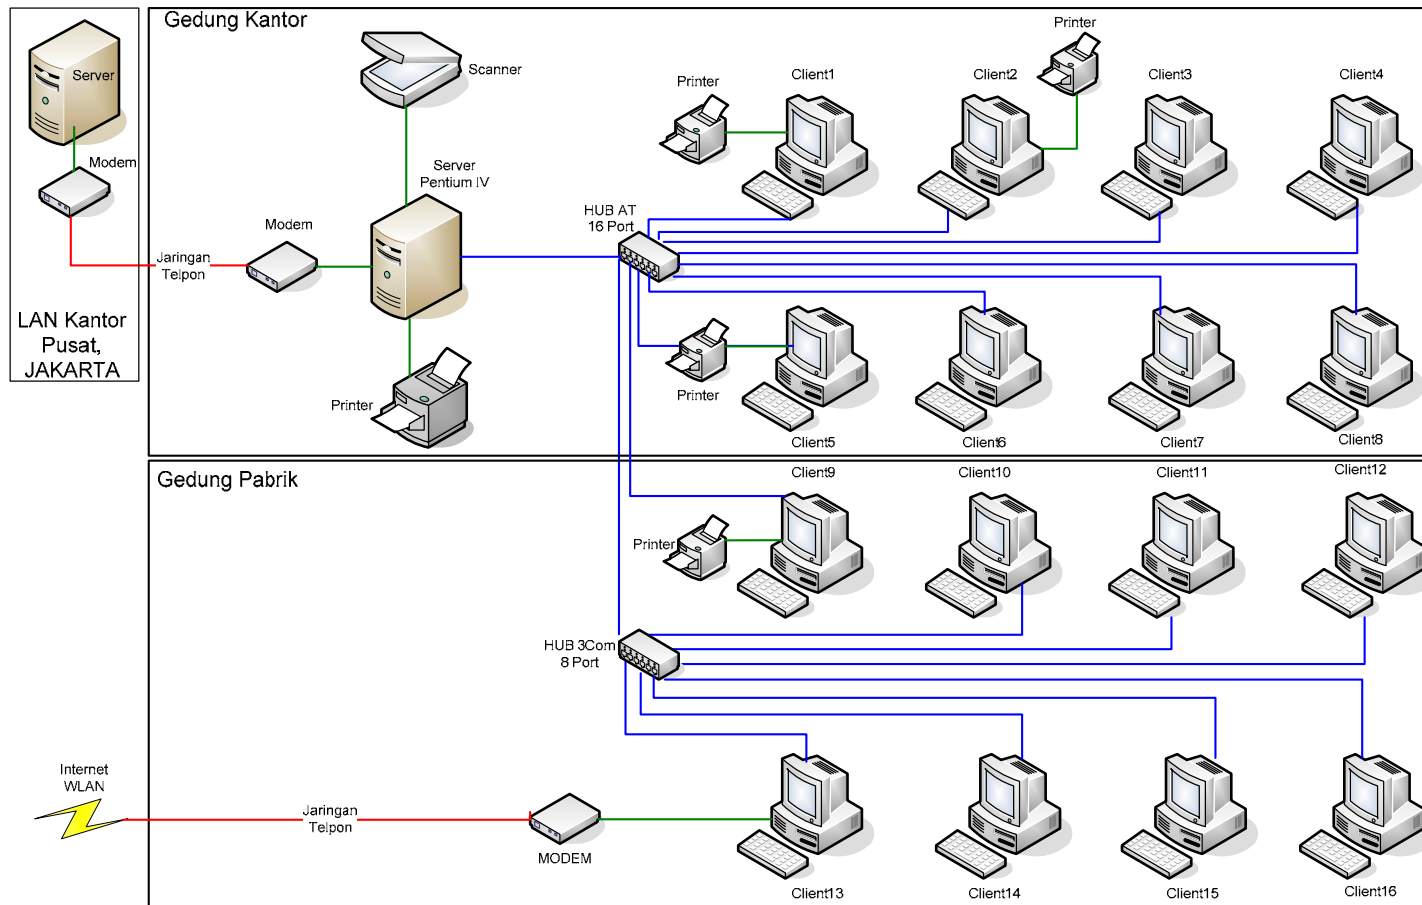 Gedung Kantor
Server
Modem
LAN Kantor
Pusat,
JAKARTA
Jaringan
Telpon
Modem
Scanner
Server
Pentium IV
Printer
HUB AT
16 Port
Printer
Client1
Client2
Printer
Client3
Client4
Printer
Client5
Client6
Client7
Client8
Gedung Pabrik
Client9
Client10
Client11
Client12
Printer
HUB 3Com
8 Port
Internet
WLAN
Jaringan
Telpon
MODEM
Client13
Client14
Client15
Client16